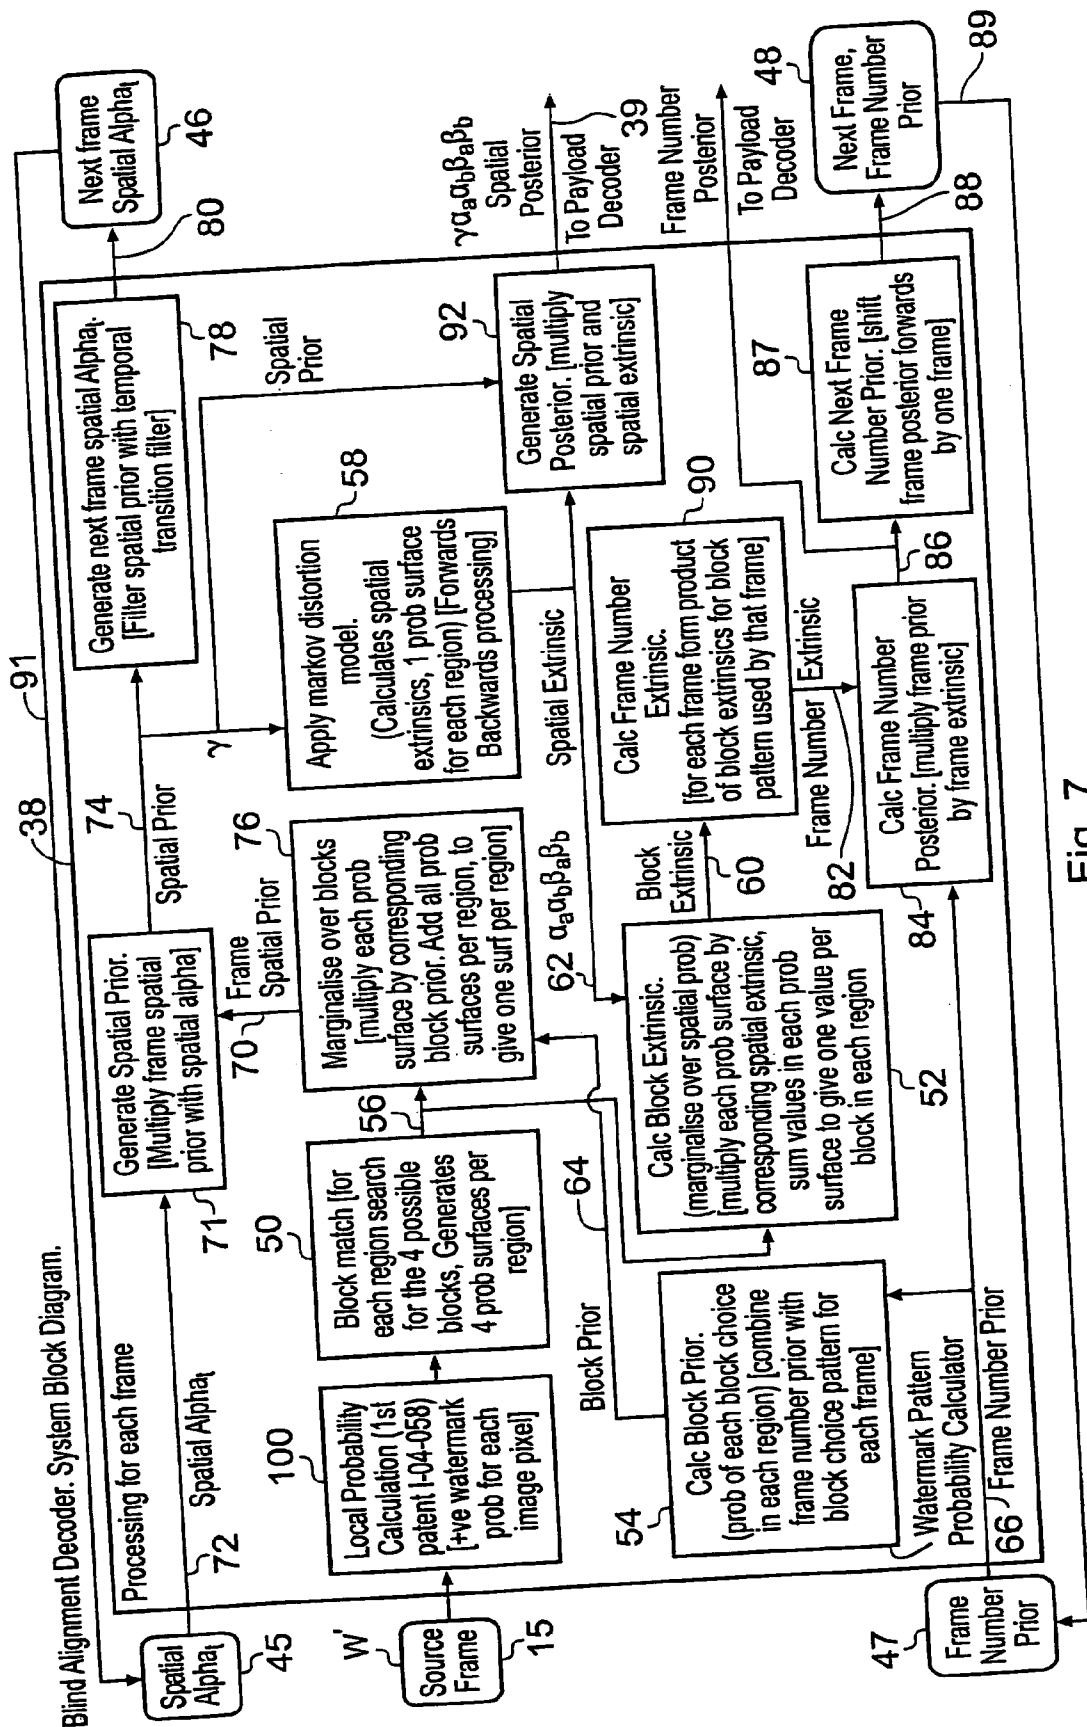 Blind Alignment Decoder. System Block Diagram.
38
91
Processing for each frame
Spatial
Alphat
45
72
Spatial Alphat
Generate Spatial Prior.
[Multiply frame spatial
prior with spatial alpha]
71
74
Spatial Prior
Generate next frame spatial Alphat.
[Filter spatial prior with temporal
transition filter]
78
80
Next frame
Spatial Alphat
46
70
Frame
Spatial Prior
76
γ
Spatial
Prior
W'
Source
Frame
15
100
Local Probability
Calculation (1st
patent I-04-058)
[+ve watermark
prob for each
image pixel]
50
Block match [for
each region search
for the 4 possible
blocks, Generates
4 prob surfaces per
region]
56
Marginalise over blocks
[multiply each prob
surface by corresponding
block prior. Add all prob
surfaces per region, to
give one surf per region]
58
Apply markov distortion
model.
(Calculates spatial
extrinsics, 1 prob surface
for each region) [Forwards
Backwards processing]
92
Generate Spatial
Posterior. [multiply
spatial prior and
spatial extrinsic]
γαaαbβaβb
Spatial
Posterior
To Payload
Decoder
39
62 αaαbβaβb
Spatial Extrinsic
64
Block Prior
54
Calc Block Prior.
(prob of each block choice
in each region) [combine
frame number prior with
block choice pattern for
each frame]
Watermark Pattern
Probability Calculator
Calc Block Extrinsic.
(marginalise over spatial prob)
[multiply each prob surface by
corresponding spatial extrinsic,
sum values in each prob
surface to give one value per
block in each region
52
Block
Extrinsic
60
90
Calc Frame Number
Extrinsic.
[for each frame form product
of block extrinsics for block
pattern used by that frame]
Frame Number
Posterior
To Payload
Decoder
82
Frame Number Extrinsic
84
Calc Frame Number
Posterior. [multiply frame prior
by frame extrinsic]
86
87
Calc Next Frame
Number Prior. [shift
frame posterior forwards
by one frame]
88
48
Next Frame,
Frame Number
Prior
89
47
Frame
Number
Prior
66
Frame Number Prior
Fig. 7